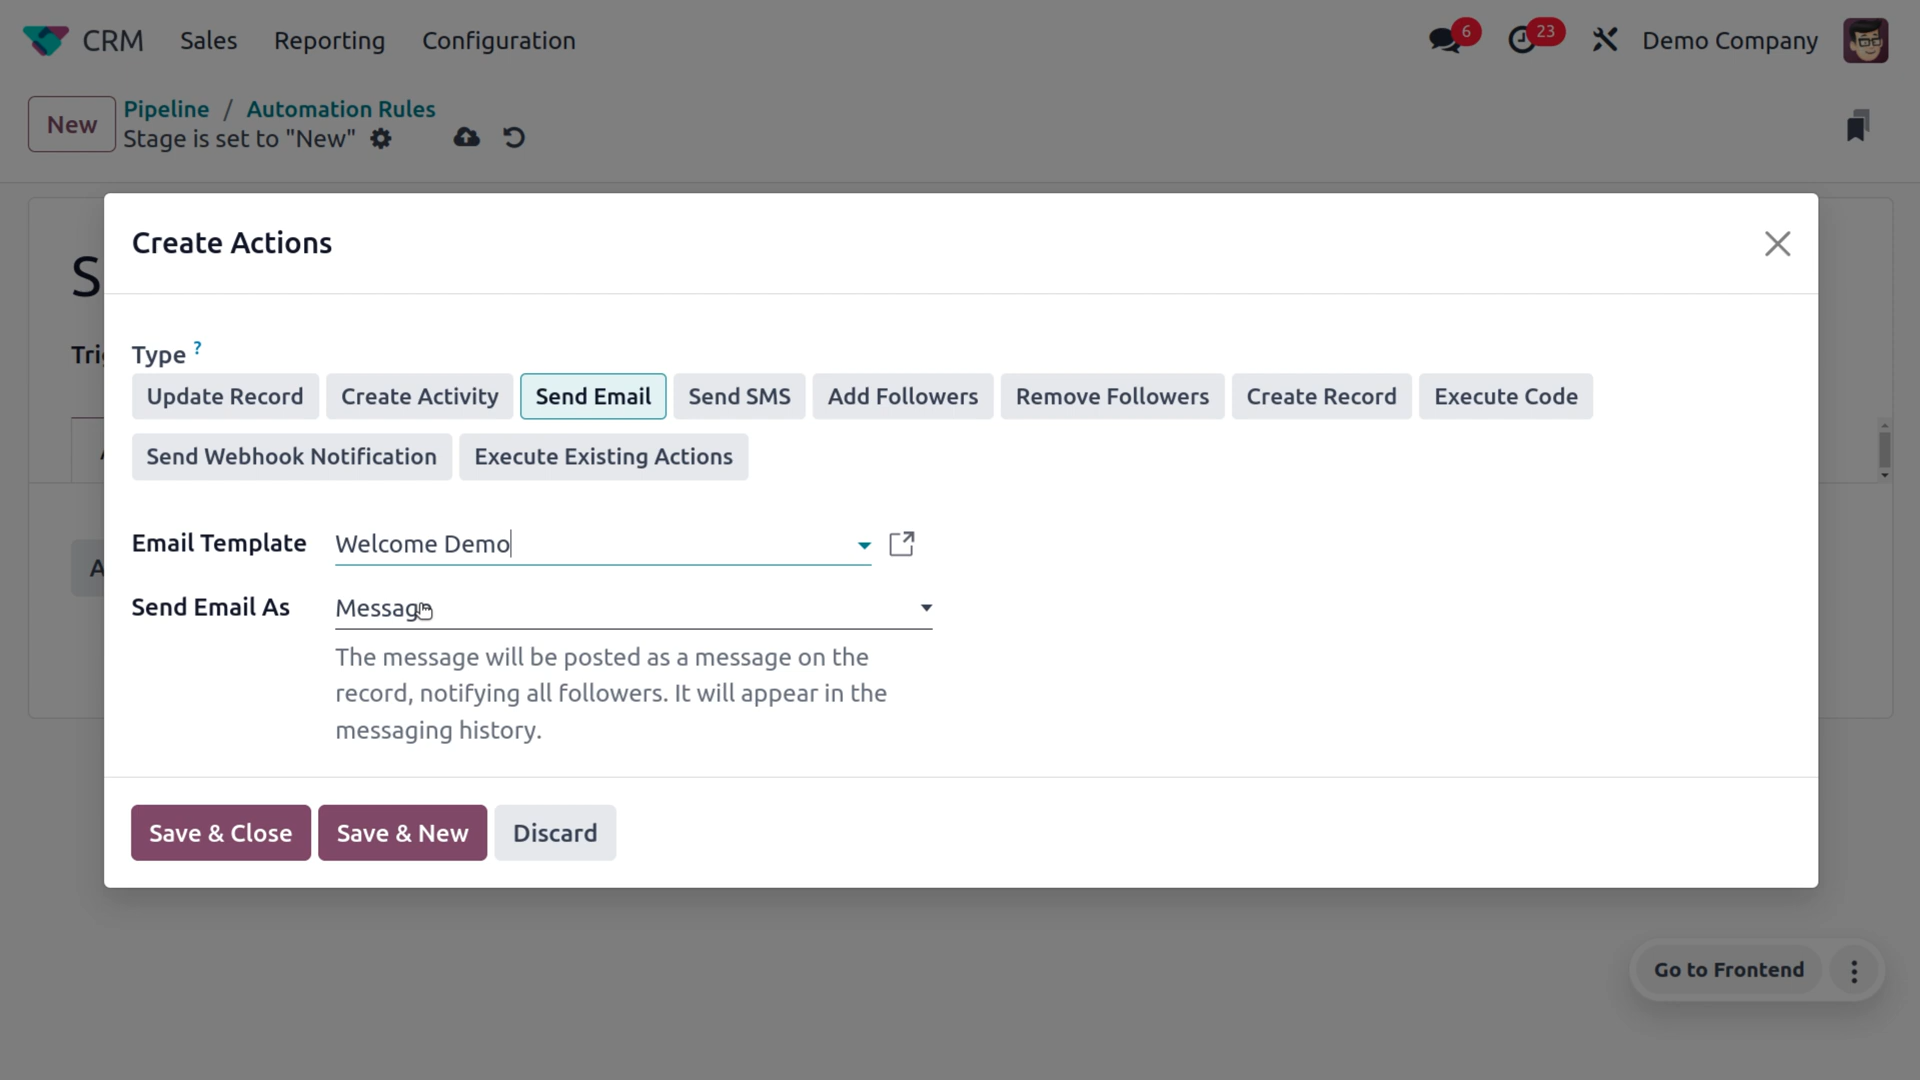 CRM Sales Reporting Configuration 6 23 Demo Company
New Pipeline / Automation Rules
Stage is set to "New"
Create Actions
S
Type ?
Tri
Update Record Create Activity Send Email Send SMS Add Followers Remove Followers Create Record Execute Code
Send Webhook Notification Execute Existing Actions
Email Template Welcome Demo
A
Send Email As Message
The message will be posted as a message on the
record, notifying all followers. It will appear in the
messaging history.
Save & Close Save & New Discard
Go to Frontend